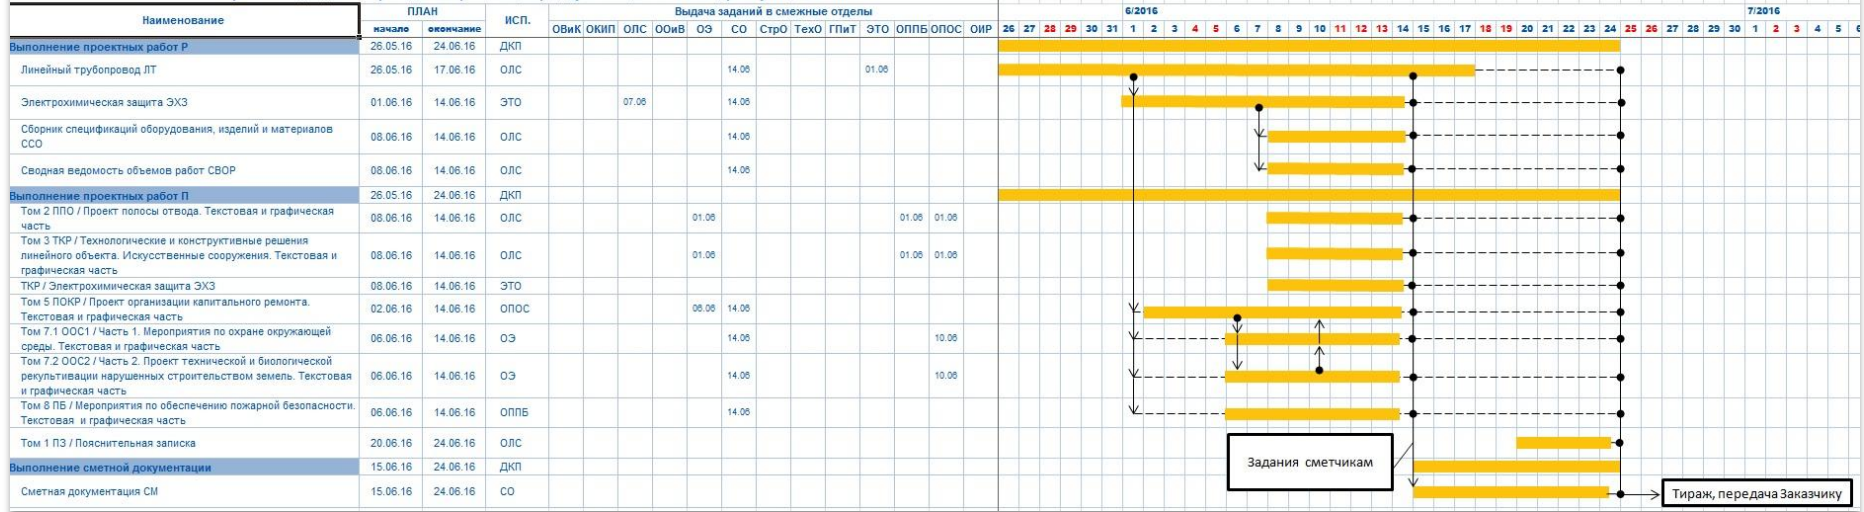 Наименование ПЛАН ИСП. Выдача заданий в смежные отделы 6/2016 7/2016
начало окончание ОВиК ОКИП ОЛС ООиВ ОЭ СО СтрО ТехО ГПиТ ЭТО ОППБ ОПОС ОИР 26 27 28 29 30 31 1 2 3 4 5 6 7 8 9 10 11 12 13 14 15 16 17 18 19 20 21 22 23 24 25 26 27 28 29 30 1 2 3 4 5 6
Выполнение проектных работ Р 26.05.16 24.06.16 ДКП
Линейный трубопровод ЛТ 26.05.16 17.06.16 ОЛС 14.06 01.06
Электрохимическая защита ЭХЗ 01.06.16 14.06.16 ЭТО 07.06 14.06
Сборник спецификаций оборудования, изделий и материалов
ССО 08.06.16 14.06.16 ОЛС 14.06
Сводная ведомость объемов работ СВОР 08.06.16 14.06.16 ОЛС 14.06
Выполнение проектных работ П 26.05.16 24.06.16 ДКП
Том 2 ППО / Проект полосы отвода. Текстовая и графическая
часть 08.06.16 14.06.16 ОЛС 01.06 01.06 01.06
Том 3 ТКР / Технологические и конструктивные решения
линейного объекта. Искусственные сооружения. Текстовая и
графическая часть 08.06.16 14.06.16 ОЛС 01.06 01.06 01.06
ТКР / Электрохимическая защита ЭХЗ 08.06.16 14.06.16 ЭТО
Том 5 ПОКР / Проект организации капитального ремонта.
Текстовая и графическая часть 02.06.16 14.06.16 ОПОС 06.06 14.06
Том 7.1 ООС1 / Часть 1. Мероприятия по охране окружающей
среды. Текстовая и графическая часть 06.06.16 14.06.16 ОЭ 14.06 10.06
Том 7.2 ООС2 / Часть 2. Проект технической и биологической
рекультивации нарушенных строительством земель. Текстовая
и графическая часть 06.06.16 14.06.16 ОЭ 14.06 10.06
Том 8 ПБ / Мероприятия по обеспечению пожарной безопасности.
Текстовая и графическая часть 06.06.16 14.06.16 ОППБ 14.06
Том 1 ПЗ / Пояснительная записка 20.06.16 24.06.16 ОЛС
Задания сметчикам
Выполнение сметной документации 15.06.16 24.06.16 ДКП
Сметная документация СМ 15.06.16 24.06.16 СО
Тираж, передача Заказчику